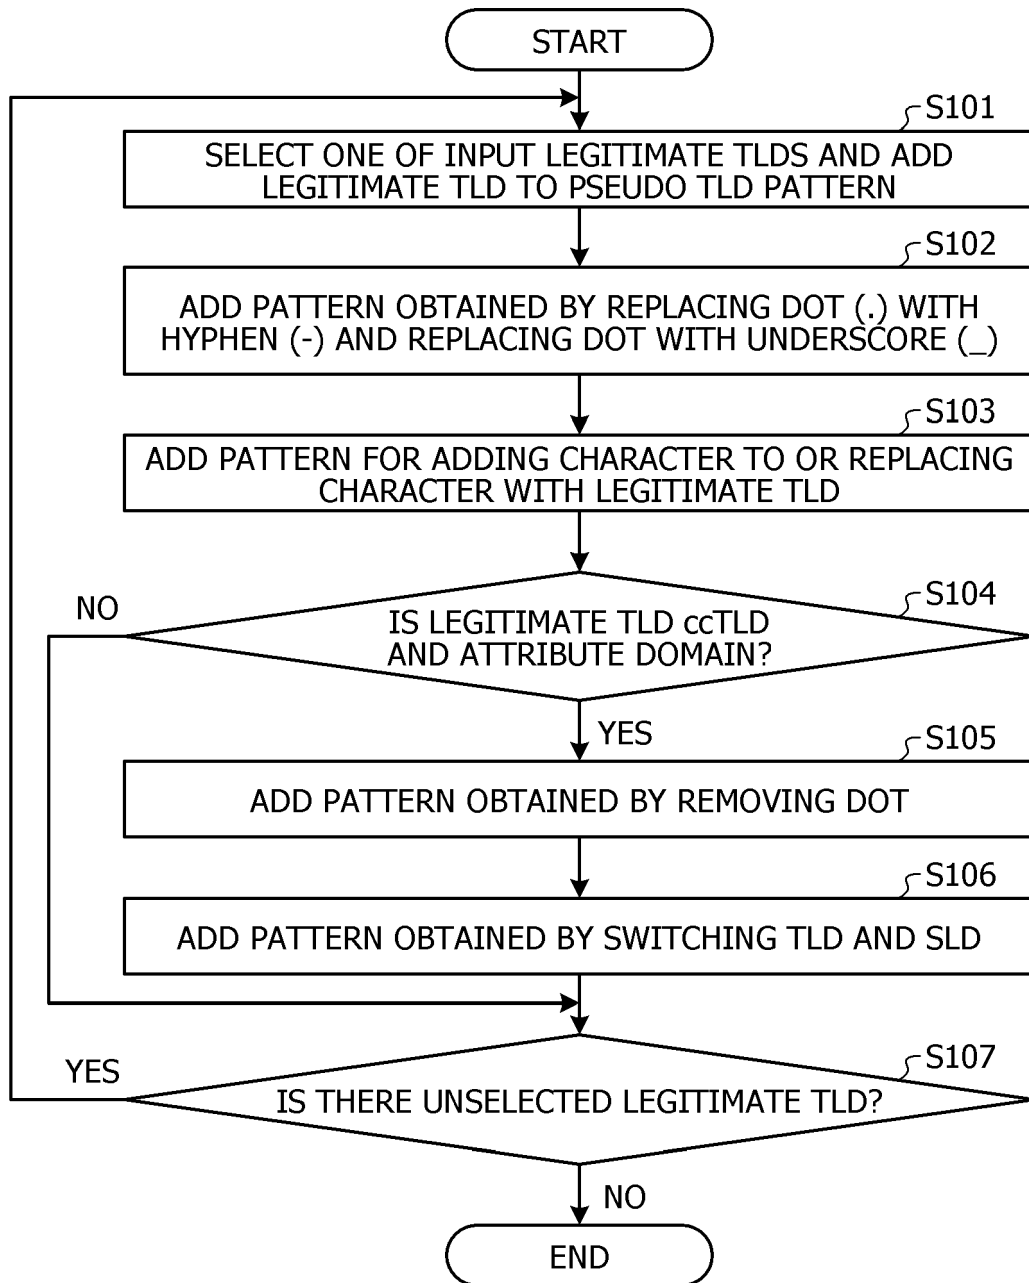 START
S101
SELECT ONE OF INPUT LEGITIMATE TLDS AND ADD
LEGITIMATE TLD TO PSEUDO TLD PATTERN
S102
ADD PATTERN OBTAINED BY REPLACING DOT (.) WITH
HYPHEN (-) AND REPLACING DOT WITH UNDERSCORE (_)
S103
ADD PATTERN FOR ADDING CHARACTER TO OR REPLACING
CHARACTER WITH LEGITIMATE TLD
S104
NO
IS LEGITIMATE TLD ccTLD
AND ATTRIBUTE DOMAIN?
YES
S105
ADD PATTERN OBTAINED BY REMOVING DOT
S106
ADD PATTERN OBTAINED BY SWITCHING TLD AND SLD
S107
YES
IS THERE UNSELECTED LEGITIMATE TLD?
NO
END